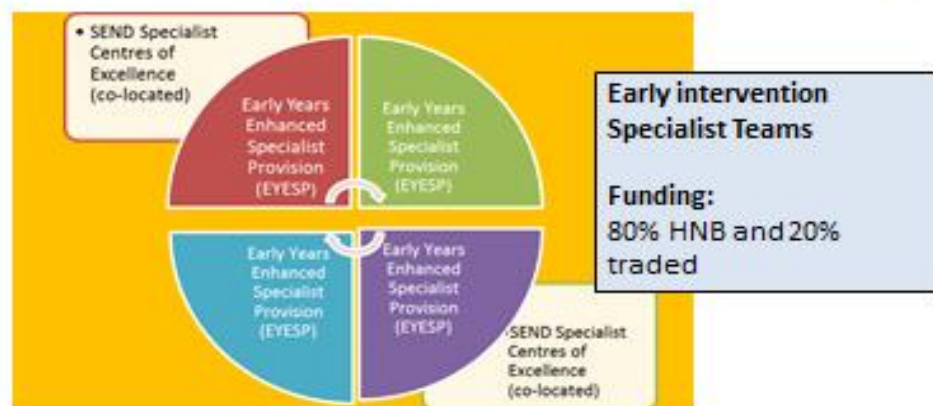 • SEND Specialist
Centres of
Excellence
(co-located)
Early Years
Enhanced
Specialist
Provision
(EYESP)
Early Years
Enhanced
Specialist
Provision
(EYESP)
Early intervention
Specialist Teams
Funding:
80% HNB and 20%
traded
Early Years
Enhanced
Specialist
Provision
(EYESP)
Early Years
Enhanced
Specialist
Provision
(EYESP)
SEND Specialist
Centres of
Excellence
(co-located)